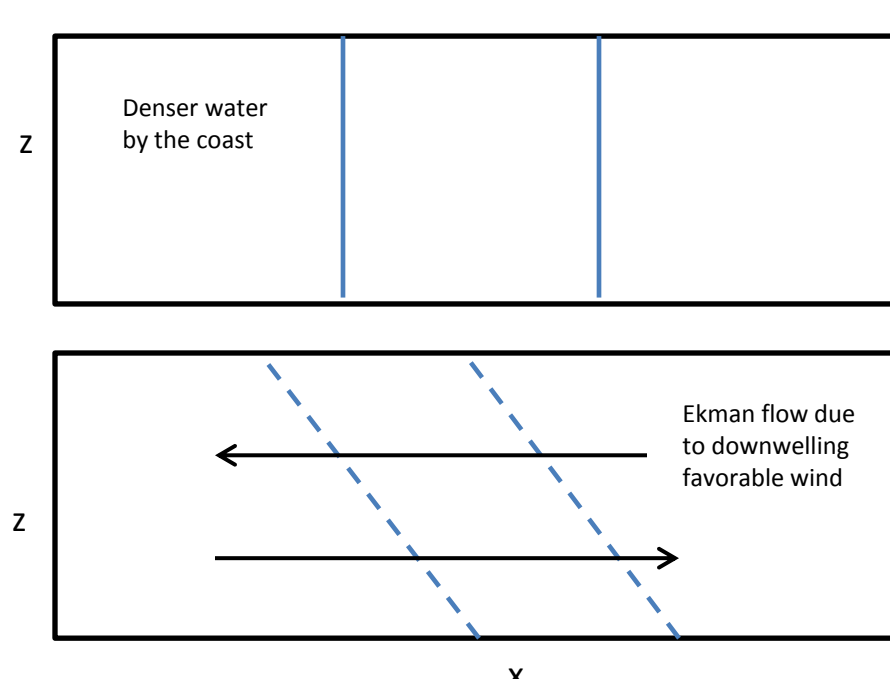 Denser water
by the coast
Z
Ekman flow due
to downwelling
favorable wind
Z
X